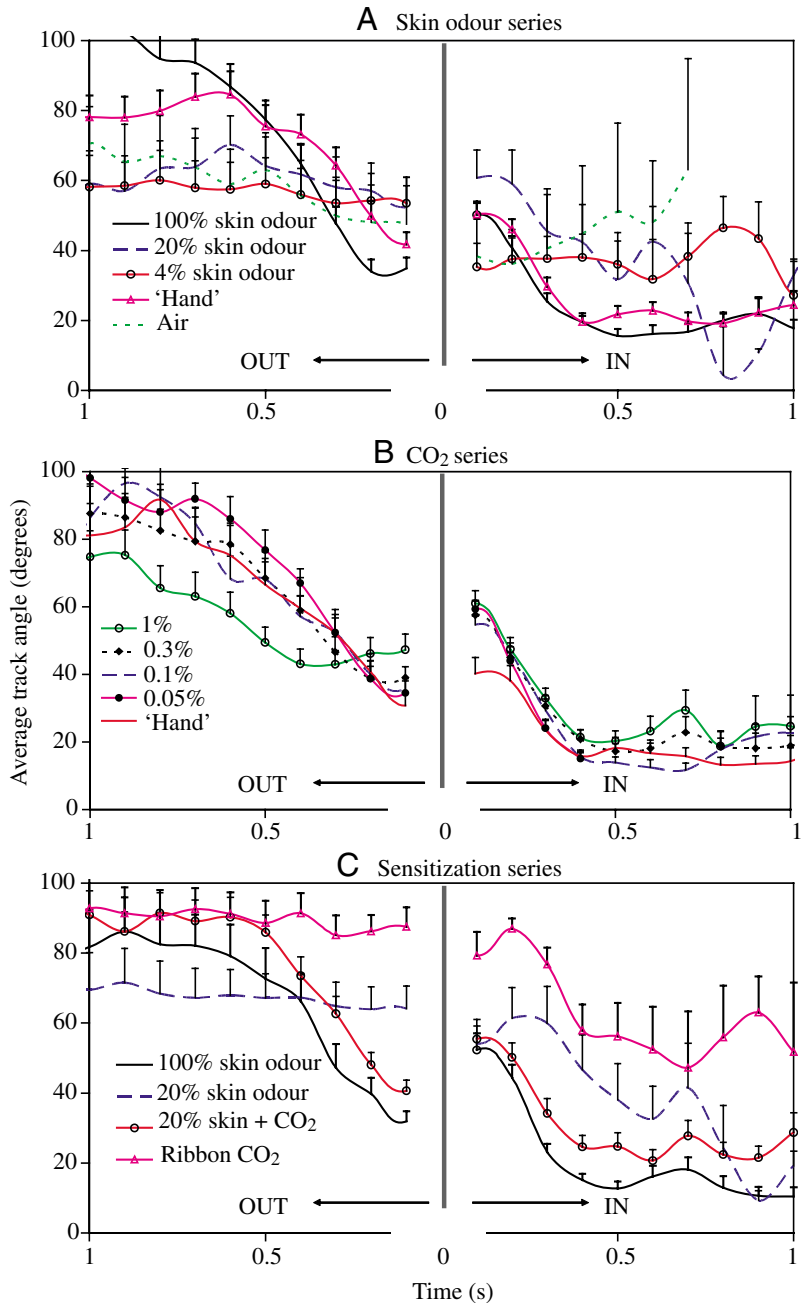 A Skin odour series
100
80
60
40
20
0
100% skin odour
20% skin odour
4% skin odour
‘Hand’
Air
OUT
IN
1
0.5
0
0.5
1
B CO2 series
Average track angle (degrees)
100
80
60
40
20
0
1%
0.3%
0.1%
0.05%
‘Hand’
OUT
IN
1
0.5
0
0.5
1
C Sensitization series
100
80
60
40
20
0
100% skin odour
20% skin odour
20% skin + CO2
Ribbon CO2
OUT
IN
1
0.5
0
0.5
1
Time (s)